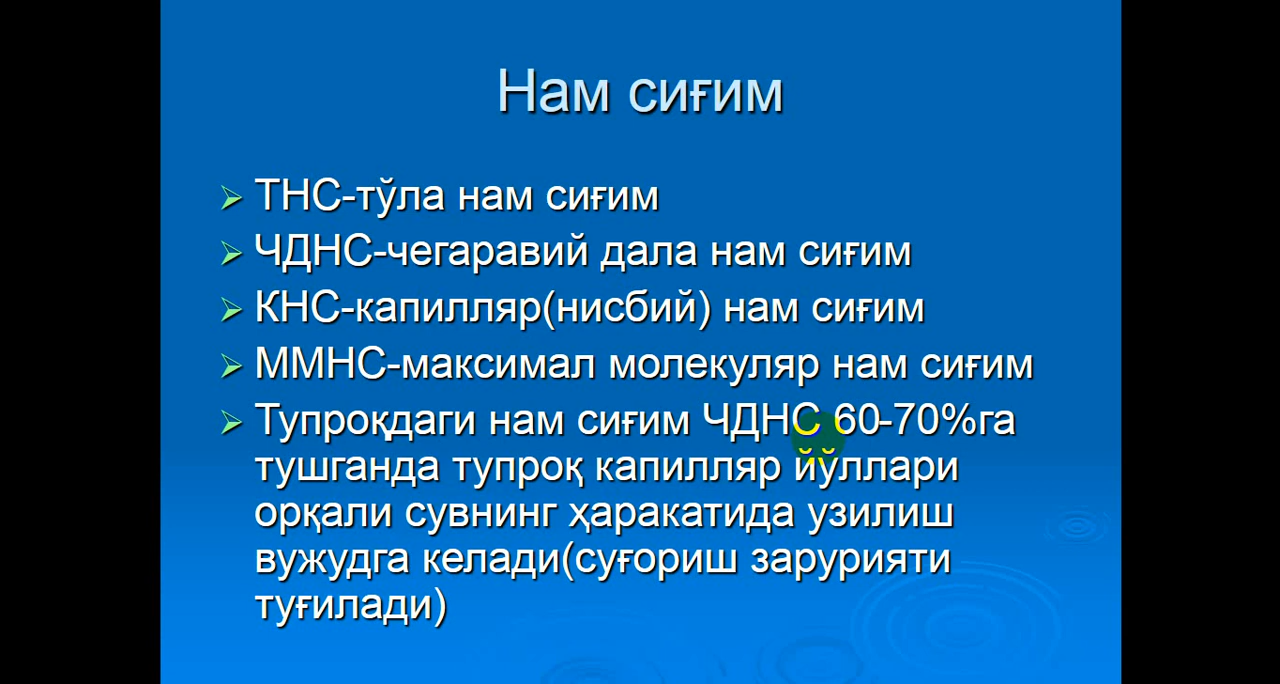 Нам сиғим
ТНС-тўла нам сиғим
ЧДНС-чегаравий дала нам сиғим
КНС-капилляр(нисбий) нам сиғим
ММНС-максимал молекуляр нам сиғим
Тупроқдаги нам сиғим ЧДНС 60-70%га
тушганда тупроқ капилляр йўллари
орқали сувнинг ҳаракатида узилиш
вужудга келади(суғориш зарурияти
туғилади)